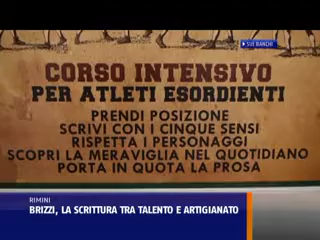 SUI BANCHI
CORSO INTENSIVO
PER ATLETI ESORDIENTI
PRENDI POSIZIONE
SCRIVI CON I CINQUE SENSI
RISPETTA I PERSONAGGI
SCOPRI LA MERAVIGLIA NEL QUOTIDIANO
PORTA IN QUOTA LA PROSA
RIMINI
BRIZZI, LA SCRITTURA TRA TALENTO E ARTIGIANATO